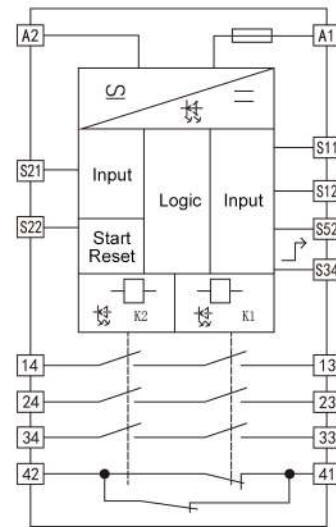 A2 A1
SI
S21 S11
Input Logic Input
S12
S22 S52
Start
Reset
S34
K2 K1
14 13
24 23
34 33
42 41